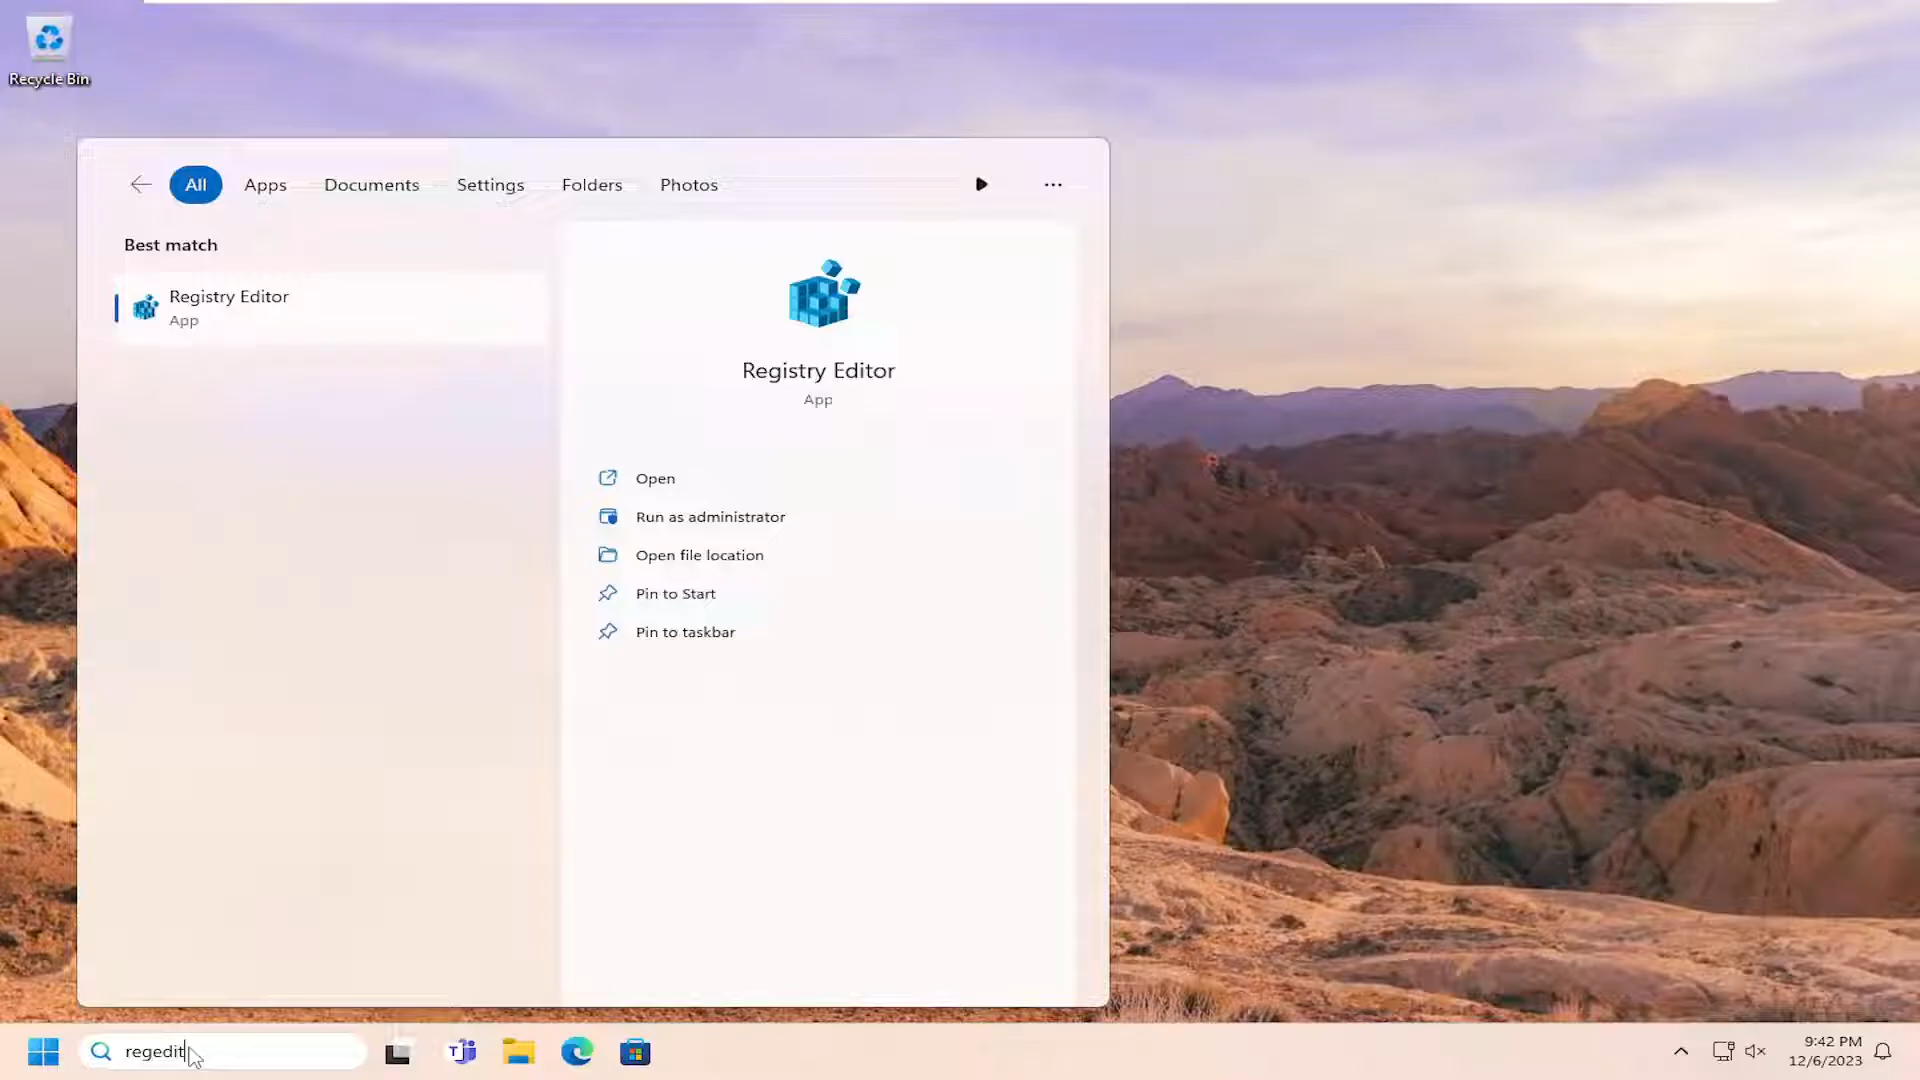 Recycle Bin
All Apps Documents Settings Folders Photos
Best match
Registry Editor
App
Registry Editor
App
Open
Run as administrator
Open file location
Pin to Start
Pin to taskbar
regedit
9:42 PM
12/6/2023